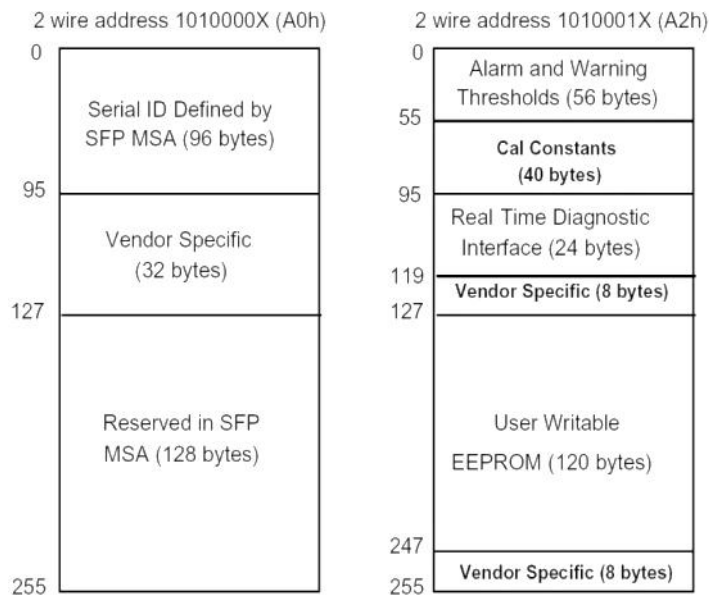 2 wire address 1010000X (A0h)
0
Serial ID Defined by
SFP MSA (96 bytes)
95
Vendor Specific
(32 bytes)
127
Reserved in SFP
MSA (128 bytes)
255
2 wire address 1010001X (A2h)
0
Alarm and Warning
Thresholds (56 bytes)
55
Cal Constants
(40 bytes)
95
Real Time Diagnostic
Interface (24 bytes)
119
Vendor Specific (8 bytes)
127
User Writable
EEPROM (120 bytes)
247
Vendor Specific (8 bytes)
255